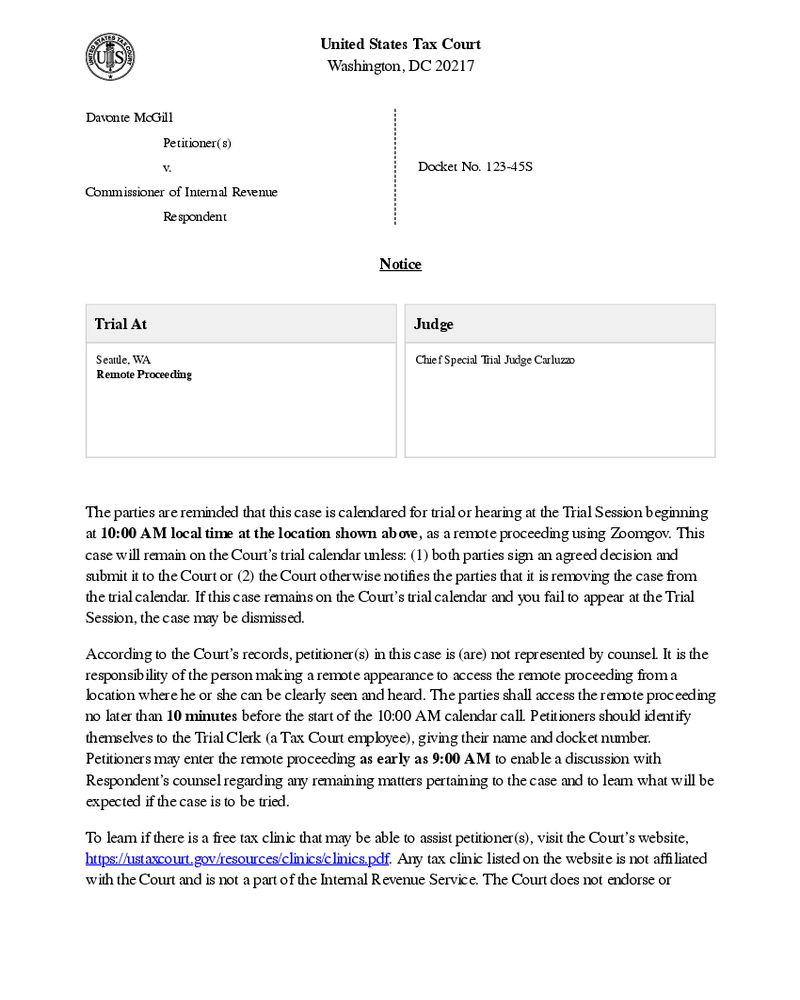 United States Tax Court
Washington, DC 20217
Davonte McGill
Petitioner(s)
v.
Docket No. 123-45S
Commissioner of Internal Revenue
Respondent
Notice
Trial At
Judge
Seattle, WA
Remote Proceeding
Chief Special Trial Judge Carluzzo
The parties are reminded that this case is calendared for trial or hearing at the Trial Session beginning
at 10:00 AM local time at the location shown above, as a remote proceeding using Zoomgov. This
case will remain on the Court's trial calendar unless: (1) both parties sign an agreed decision and
submit it to the Court or (2) the Court otherwise notifies the parties that it is removing the case from
the trial calendar. If this case remains on the Court's trial calendar and you fail to appear at the Trial
Session, the case may be dismissed.
According to the Court's records, petitioner(s) in this case is (are) not represented by counsel. It is the
responsibility of the person making a remote appearance to access the remote proceeding from a
location where he or she can be clearly seen and heard. The parties shall access the remote proceeding
no later than 10 minutes before the start of the 10:00 AM calendar call. Petitioners should identify
themselves to the Trial Clerk (a Tax Court employee), giving their name and docket number.
Petitioners may enter the remote proceeding as early as 9:00 AM to enable a discussion with
Respondent's counsel regarding any remaining matters pertaining to the case and to learn what will be
expected if the case is to be tried.
To learn if there is a free tax clinic that may be able to assist petitioner(s), visit the Court's website,
https://ustaxcourt.gov/resources/clinics/clinics.pdf. Any tax clinic listed on the website is not affiliated
with the Court and is not a part of the Internal Revenue Service. The Court does not endorse or